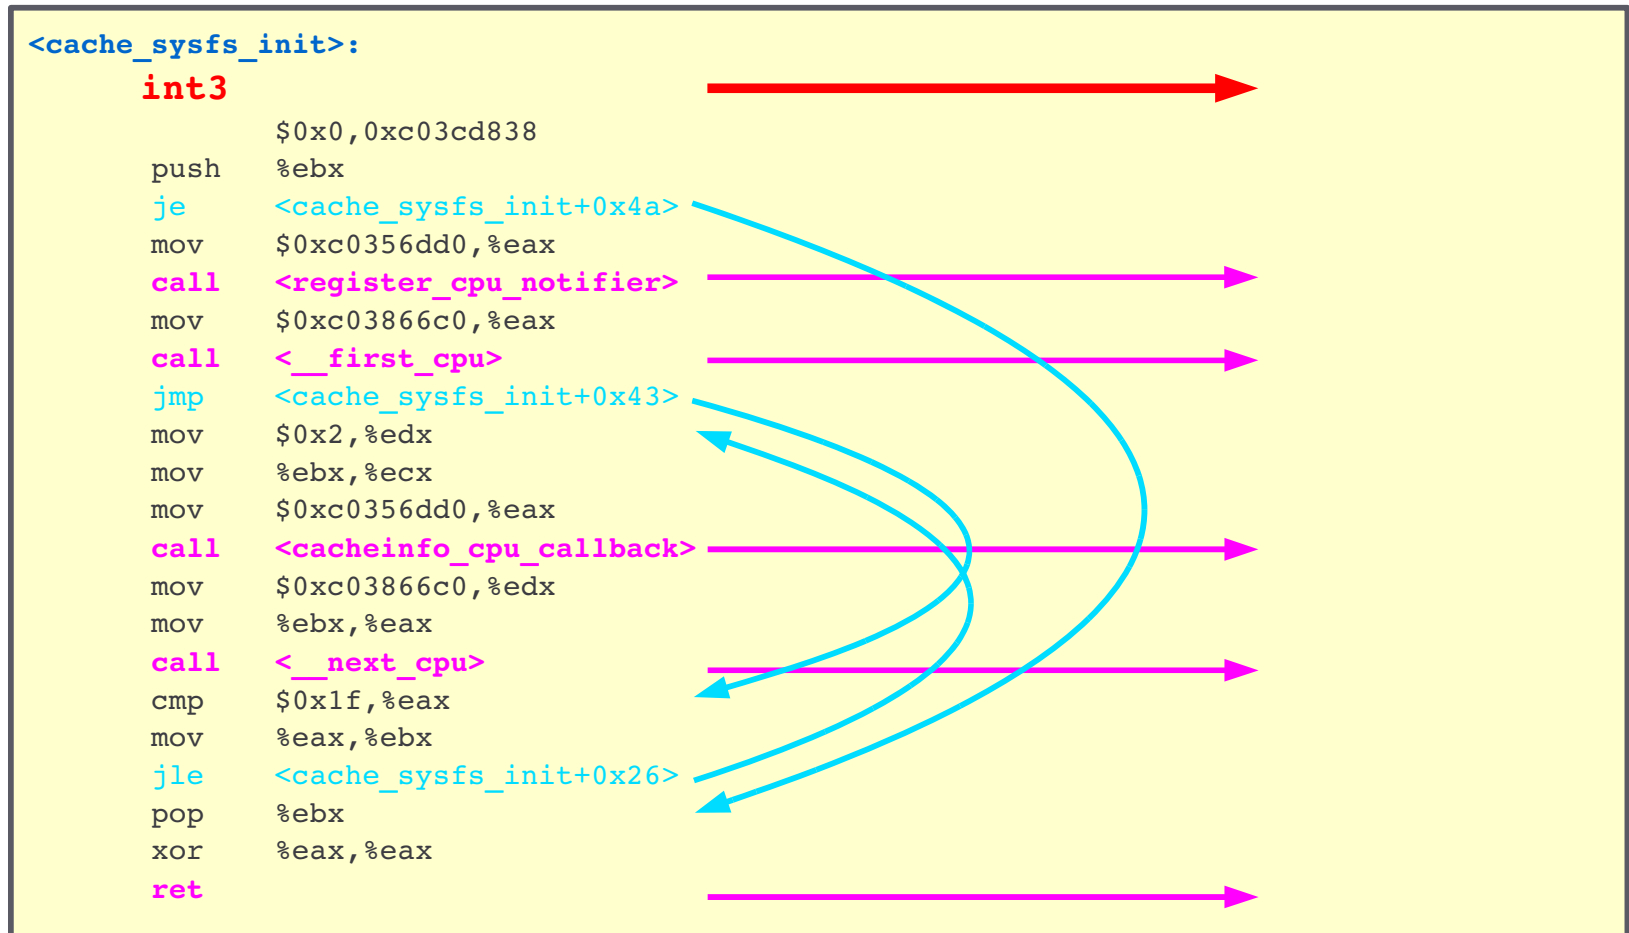 <cache_sysfs_init>:
int3
$0x0,0xc03cd838
push %ebx
je <cache_sysfs_init+0x4a>
mov $0xc0356dd0,%eax
call <register_cpu_notifier>
mov $0xc03866c0,%eax
call <__first_cpu>
jmp <cache_sysfs_init+0x43>
mov $0x2,%edx
mov %ebx,%ecx
mov $0xc0356dd0,%eax
call <cacheinfo_cpu_callback>
mov $0xc03866c0,%edx
mov %ebx,%eax
call <__next_cpu>
cmp $0x1f,%eax
mov %eax,%ebx
jle <cache_sysfs_init+0x26>
pop %ebx
xor %eax,%eax
ret